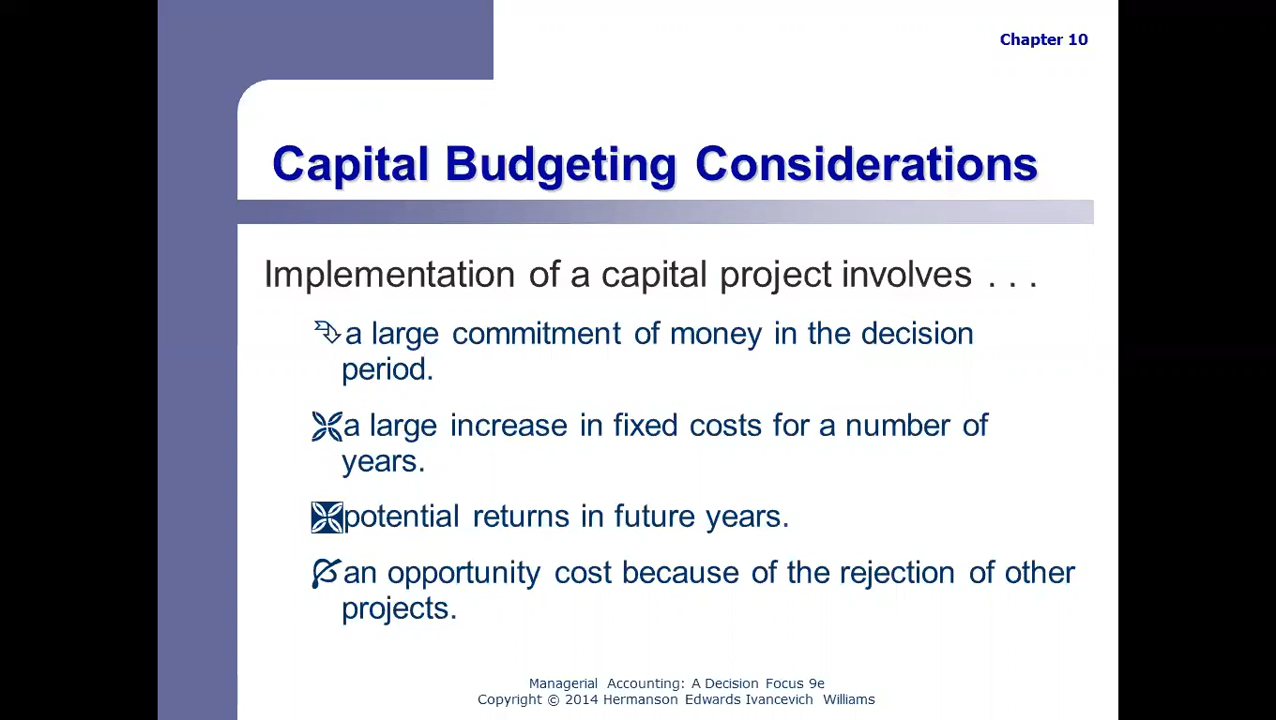 Chapter 10
Capital Budgeting Considerations
Implementation of a capital project involves . . .
a large commitment of money in the decision
period.
a large increase in fixed costs for a number of
years.
potential returns in future years.
an opportunity cost because of the rejection of other
projects.
Managerial Accounting: A Decision Focus 9e
Copyright © 2014 Hermanson Edwards Ivancevich Williams